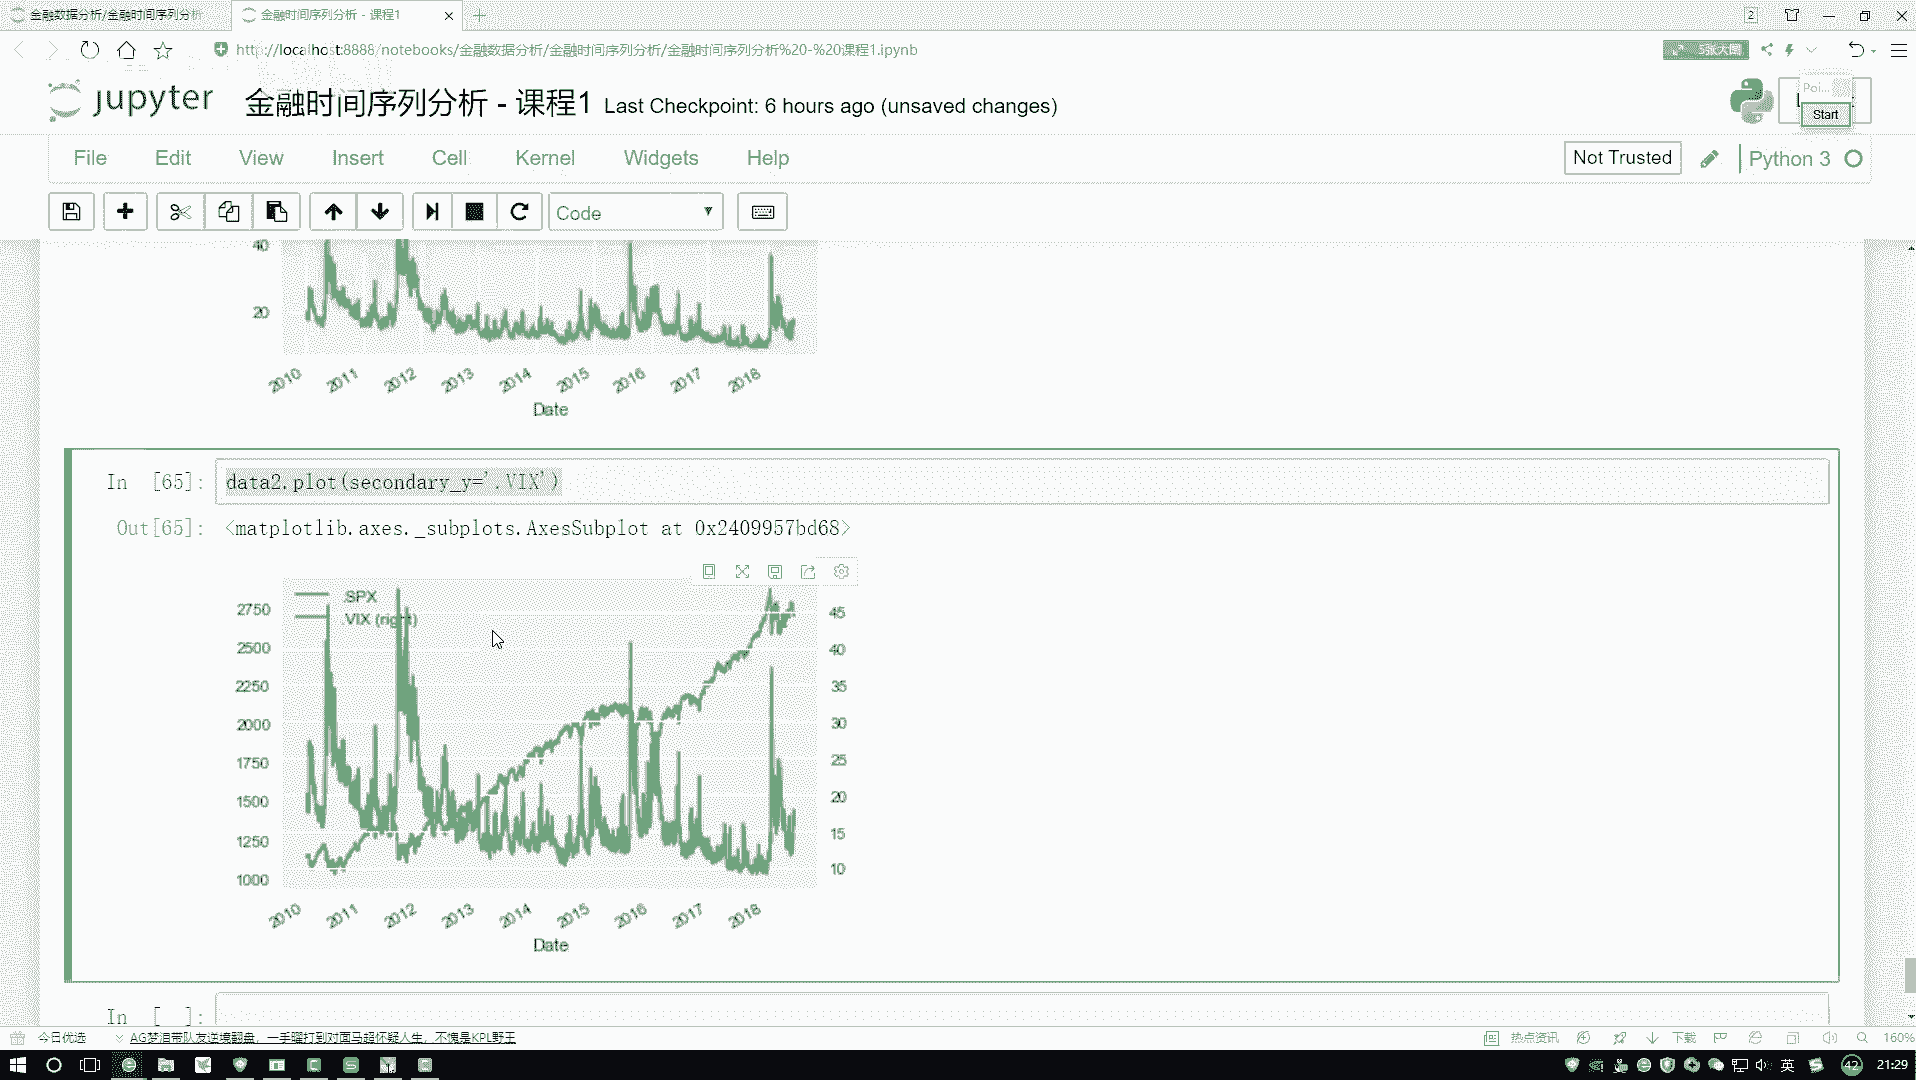 金融数据分析/金融时间序列分析
金融时间序列分析 - 课程1
2
http://localhost:8888/notebooks/金融数据分析/金融时间序列分析/金融时间序列分析%20-%20课程1.ipynb
5张大图
jupyter 金融时间序列分析 - 课程1 Last Checkpoint: 6 hours ago (unsaved changes)
Poi...
Start
File Edit View Insert Cell Kernel Widgets Help
Not Trusted
Python 3
Code
40
20
2010 2011 2012 2013 2014 2015 2016 2017 2018
Date
In [65]: data2.plot(secondary_y='.VIX')
Out[65]: <matplotlib.axes._subplots.AxesSubplot at 0x2409957bd68>
.SPX
.VIX (right)
2750
2500
2250
2000
1750
1500
1250
1000
45
40
35
30
25
20
15
10
2010 2011 2012 2013 2014 2015 2016 2017 2018
Date
In [ ]:
今日优选
AG梦泪带队友逆境翻盘，一手曜打到对面马超怀疑人生，不愧是KPL野王
热点资讯
下载
160%
英
42
21:29